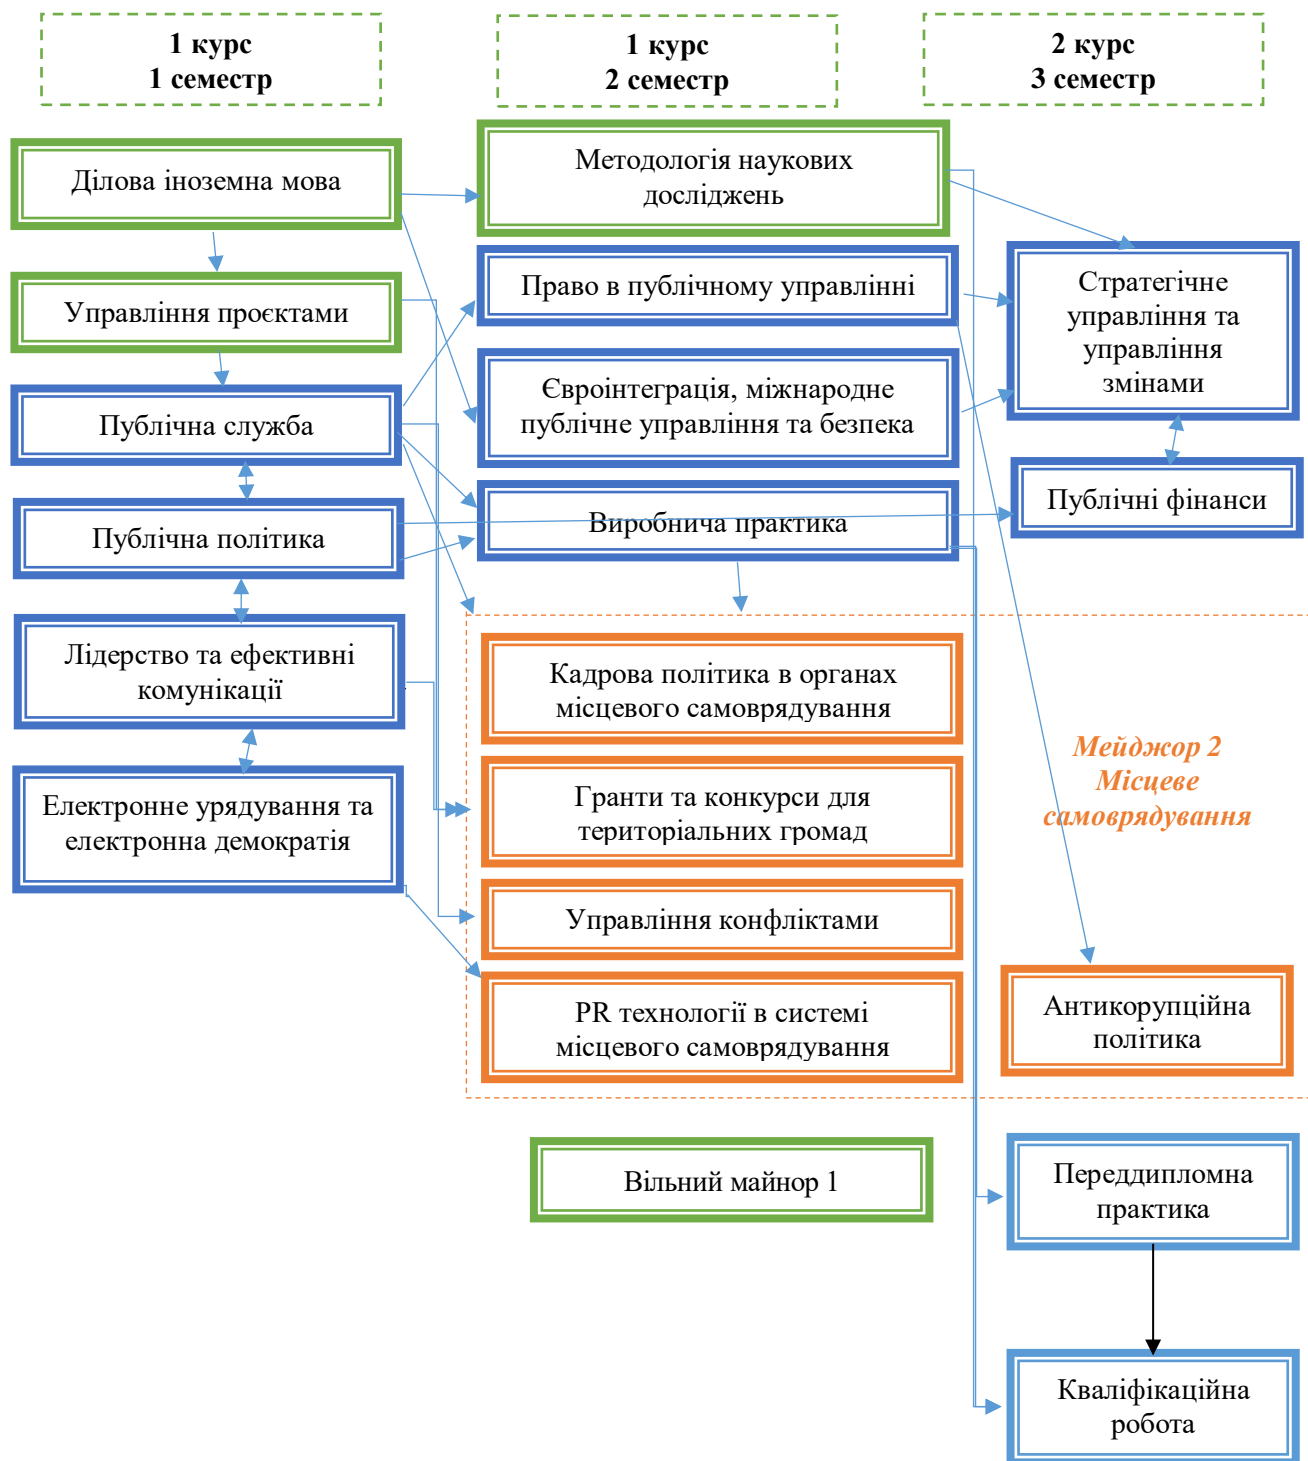 1 курс
1 семестр
1 курс
2 семестр
2 курс
3 семестр
Ділова іноземна мова
Управління проєктами
Публічна служба
Публічна політика
Лідерство та ефективні
комунікації
Електронне урядування та
електронна демократія
Методологія наукових
досліджень
Право в публічному управлінні
Євроінтеграція, міжнародне
публічне управління та безпека
Виробнича практика
Кадрова політика в органах
місцевого самоврядування
Гранти та конкурси для
територіальних громад
Управління конфліктами
PR технології в системі
місцевого самоврядування
Вільний майнор 1
Стратегічне
управління та
управління
змінами
Публічні фінанси
Мейджор 2
Місцеве
самоврядування
Антикорупційна
політика
Переддипломна
практика
Кваліфікаційна
робота